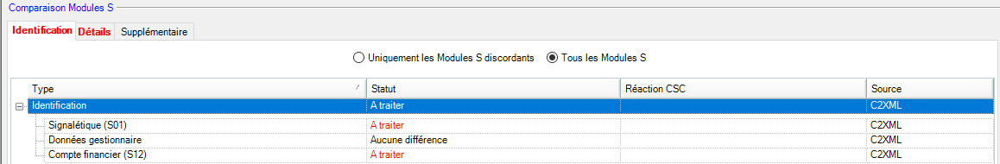 Comparaison Modules S
Identification Détails Supplémentaire
Uniquement les Modules S discordants Tous les Modules S
Type Statut Réaction CSC Source
Identification A traiter C2XML
Signalétique (S01) A traiter C2XML
Données gestionnaire Aucune différence C2XML
Compte financier (S12) A traiter C2XML